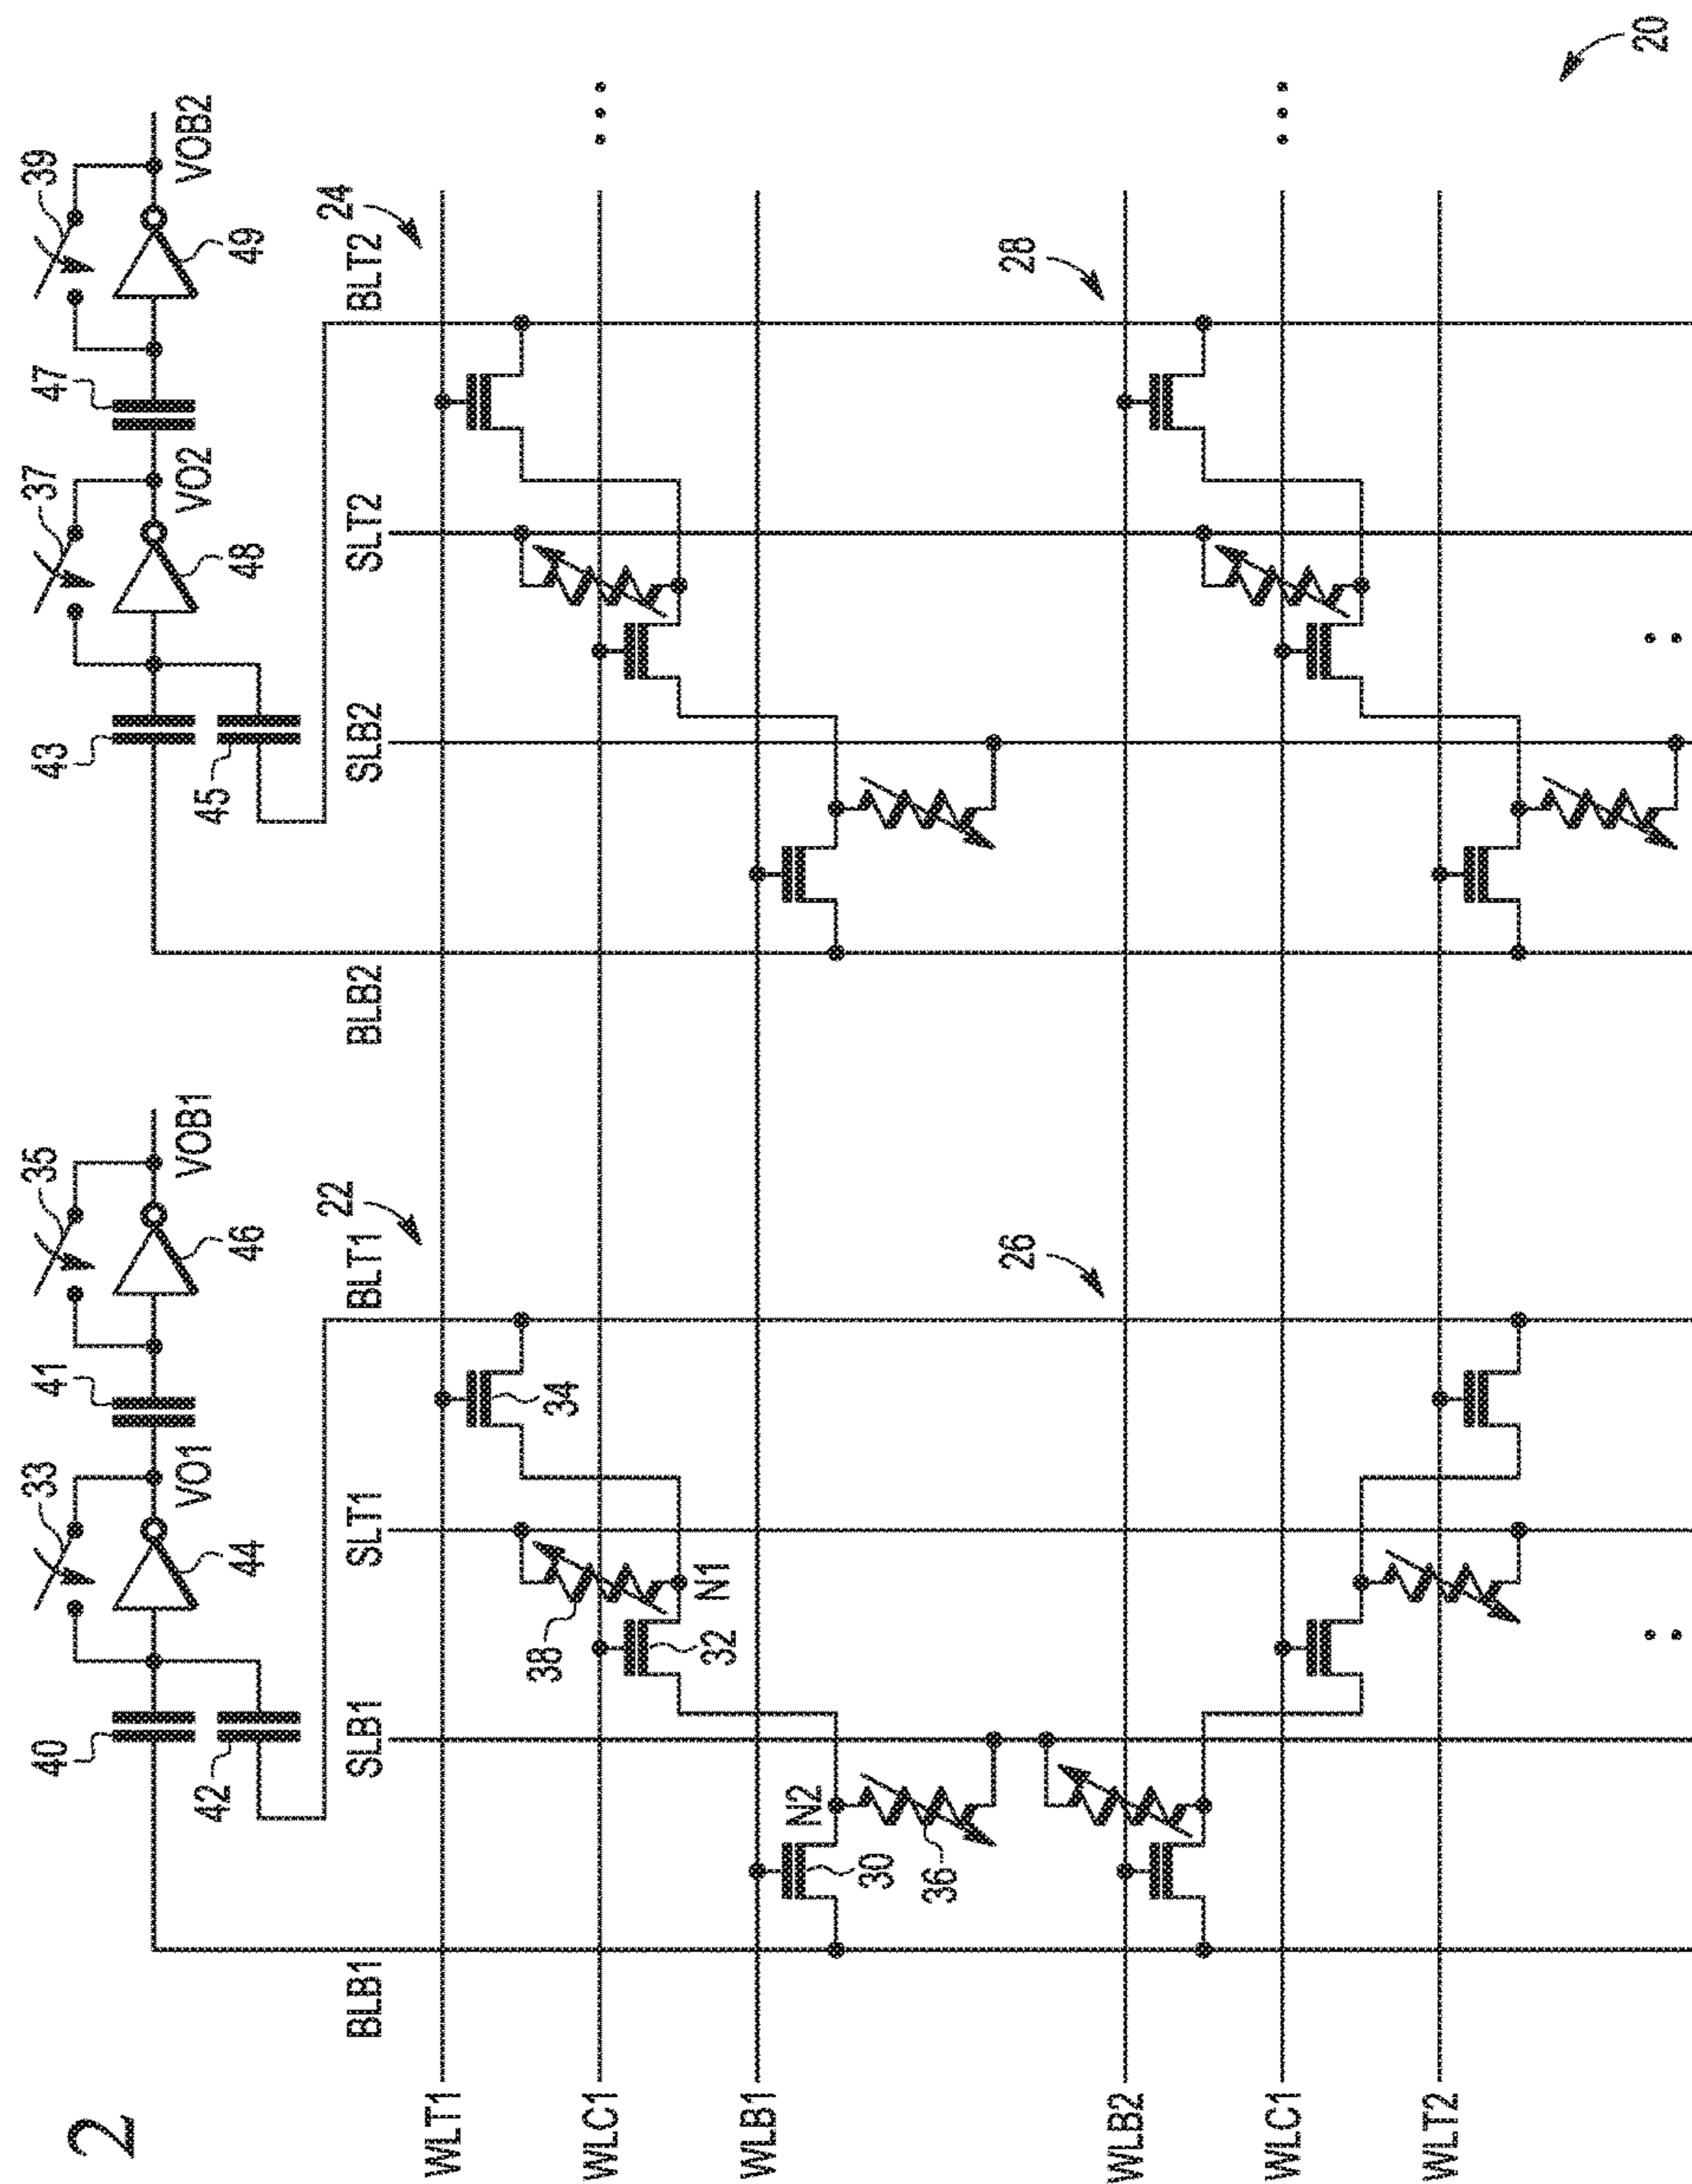 2
40
33
41
35
43
37
47
39
VO1
VOB1
VO2
VOB2
42
44
46
45
48
49
BLB1
SLB1
SLT1
BLT1
22
BLB2
SLB2
SLT2
BLT2
24
WLT1
34
38
WLC1
N1
32
WLB1
N2
30
36
26
28
WLB2
WLC1
WLT2
20